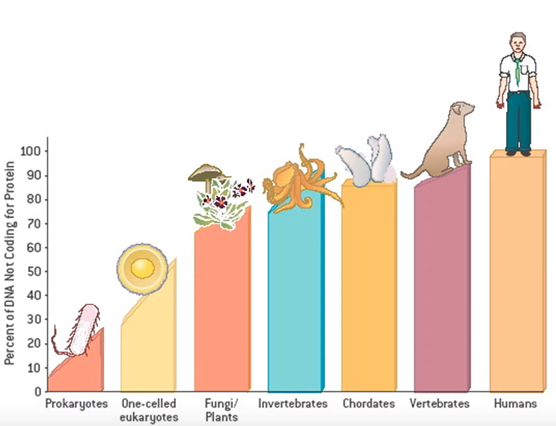 Percent of DNA Not Coding for Protein
100
90
80
70
60
50
40
30
20
10
0
Prokaryotes
One-celled
eukaryotes
Fungi/
Plants
Invertebrates
Chordates
Vertebrates
Humans